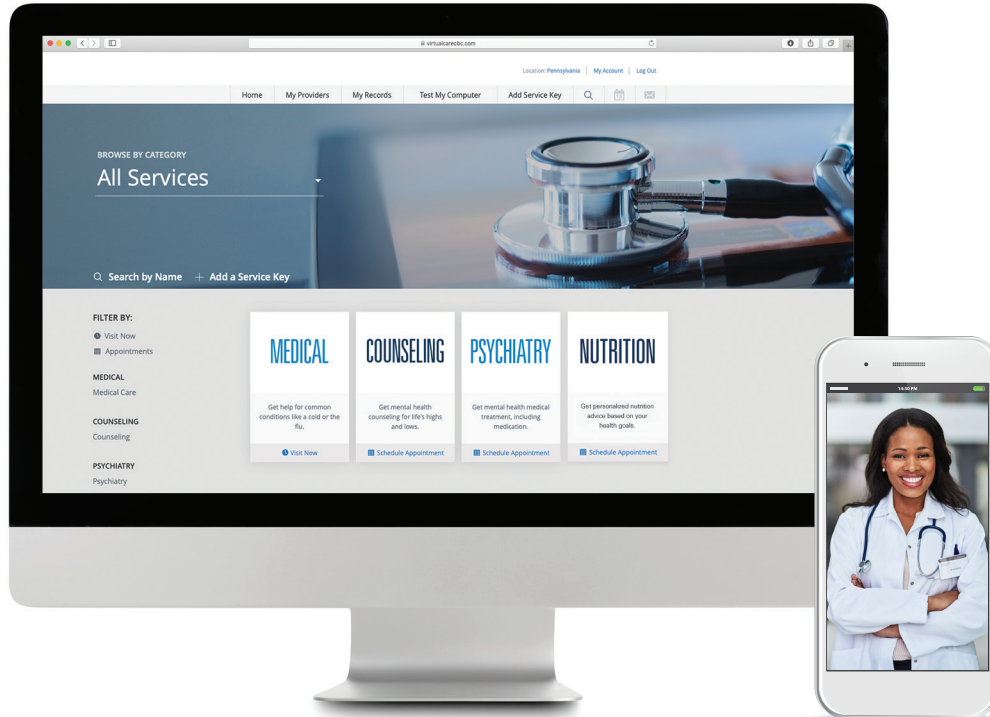 virtualcarecbc.com
Location: Pennsylvania My Account Log Out
Home My Providers My Records Test My Computer Add Service Key
BROWSE BY CATEGORY
All Services
Search by Name + Add a Service Key
FILTER BY:
Visit Now
Appointments
MEDICAL
Medical Care
COUNSELING
Counseling
PSYCHIATRY
Psychiatry
MEDICAL
Get help for common
conditions like a cold or the
flu.
Visit Now
COUNSELING
Get mental health
counseling for life's highs
and lows.
Schedule Appointment
PSYCHIATRY
Get mental health medical
treatment, including
medication.
Schedule Appointment
NUTRITION
Get personalized nutrition
advice based on your
health goals.
Schedule Appointment
14:00 PM